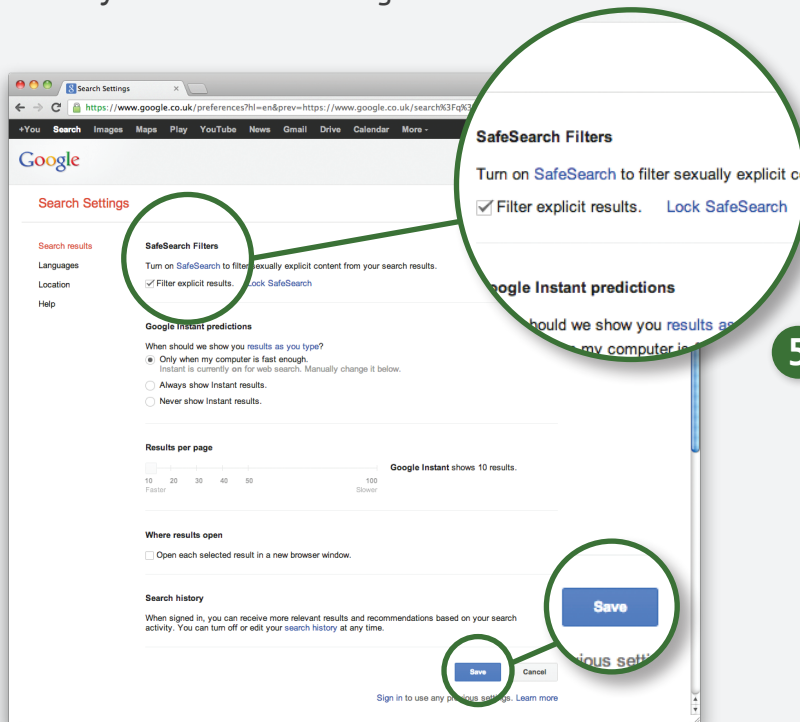 Search Settings
https://www.google.co.uk/preferences?hl=en&prev=https://www.google.co.uk/search%3Fq%3
+You Search Images Maps Play YouTube News Gmail Drive Calendar More
Google
Search Settings
Search results
Languages
Location
Help
SafeSearch Filters
Turn on SafeSearch to filter sexually explicit content from your search results.
Filter explicit results. Lock SafeSearch
Google Instant predictions
When should we show you results as you type?
Only when my computer is fast enough.
Instant is currently on for web search. Manually change it below.
Always show Instant results.
Never show Instant results.
Results per page
10 20 30 40 50 100
Faster Slower
Google Instant shows 10 results.
Where results open
Open each selected result in a new browser window.
Search history
When signed in, you can receive more relevant results and recommendations based on your search
activity. You can turn off or edit your search history at any time.
Save Cancel
Sign in to use any previous settings. Learn more
SafeSearch Filters
Turn on SafeSearch to filter sexually explicit
Filter explicit results. Lock SafeSearch
oogle Instant predictions
hould we show you results as
my computer is
5
Save
ious setti